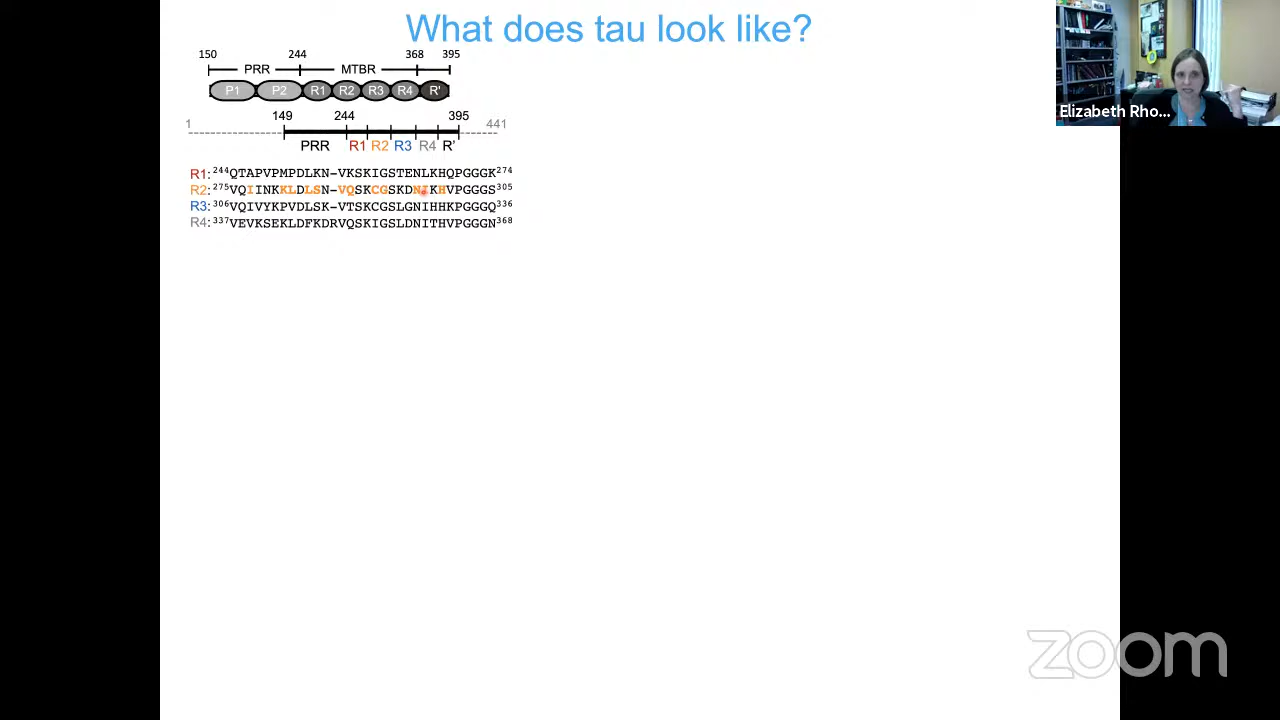 What does tau look like?
Elizabeth Rho...
150 244 368 395
PRR MTBR
P1 P2 R1 R2 R3 R4 R'
1 149 244 395 441
PRR R1 R2 R3 R4 R'
R1: 244QTAPVPMPDLKN-VKSKIGSTENLKHQPGGGK274
R2: 275VQIINKKLDLSN-VQSKCGSKDNIKHVPGGGS305
R3: 306VQIVYKPVDLSK-VTSKCGSLGNIHHKPGGGQ336
R4: 337VEVKSEKLDFKDRVQSKIGSLDNITHVPGGGN368
zoom